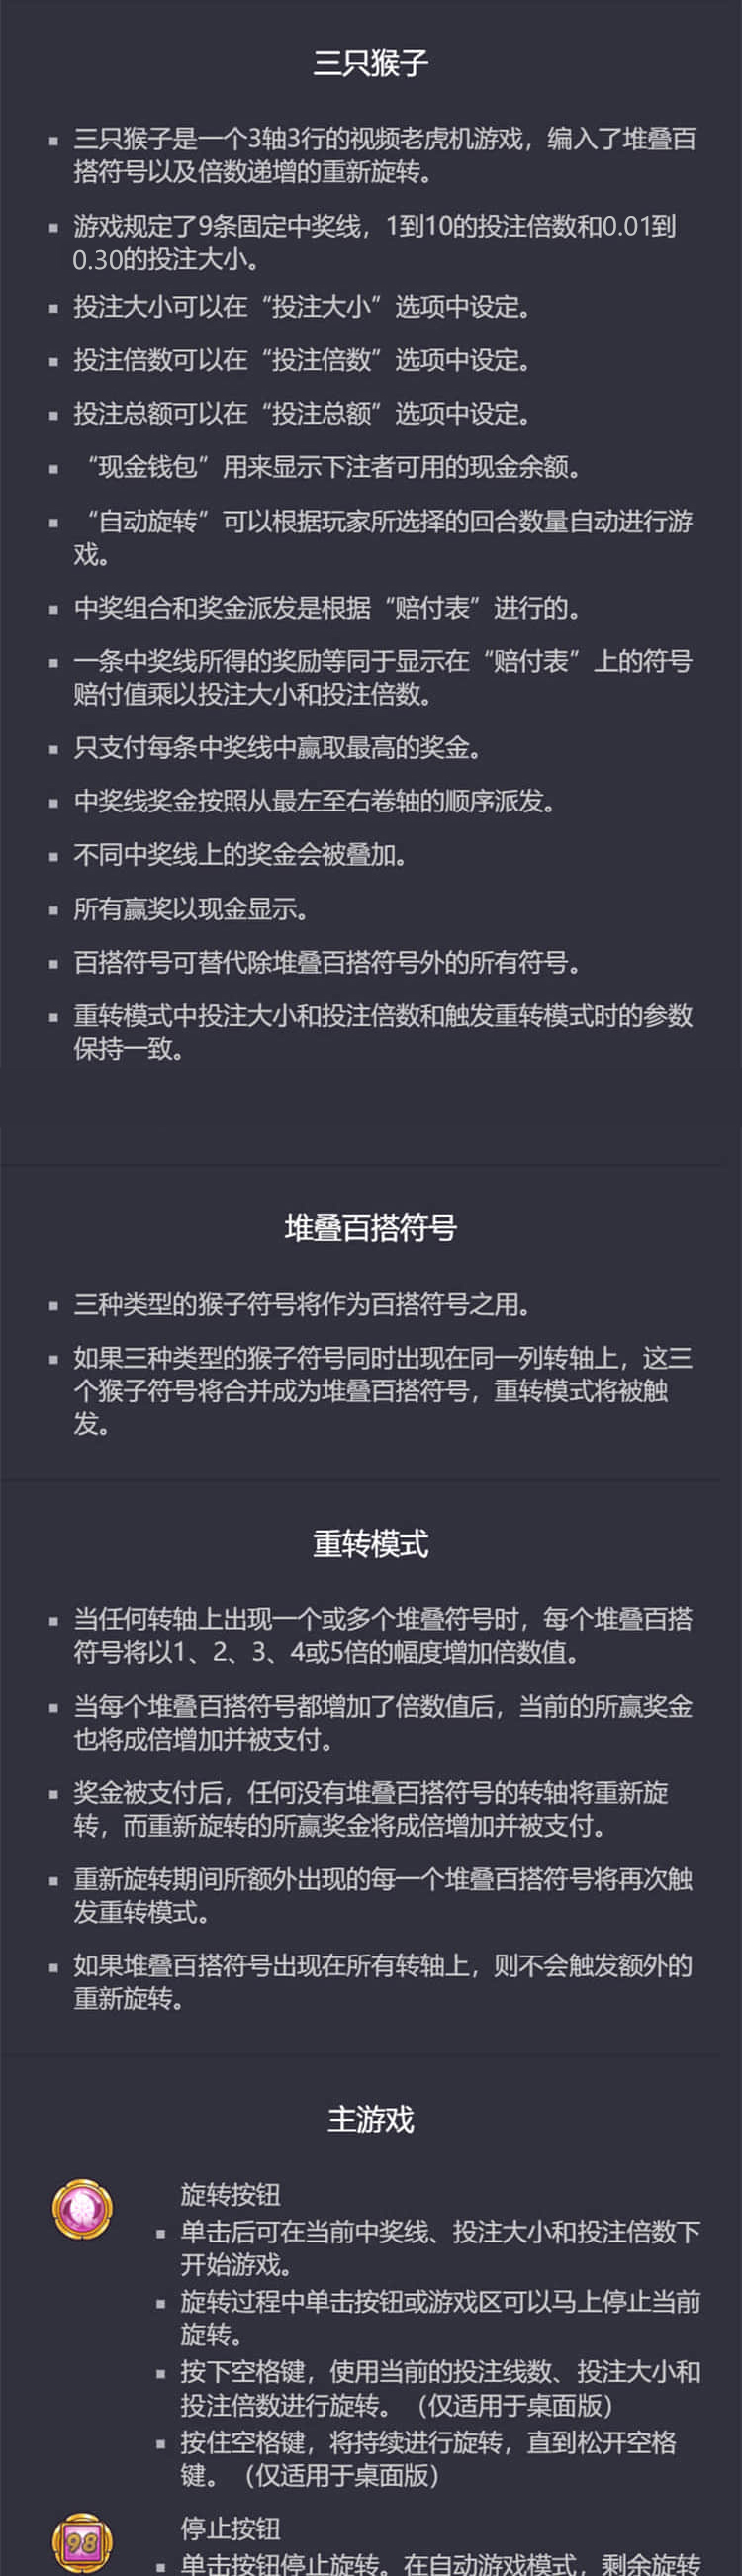 三只猴子
▪ 三只猴子是一个3轴3行的视频老虎机游戏，编入了堆叠百
搭符号以及倍数递增的重新旋转。
▪ 游戏规定了9条固定中奖线，1到10的投注倍数和0.01到
0.30的投注大小。
▪ 投注大小可以在“投注大小”选项中设定。
▪ 投注倍数可以在“投注倍数”选项中设定。
▪ 投注总额可以在“投注总额”选项中设定。
▪ “现金钱包”用来显示下注者可用的现金余额。
▪ “自动旋转”可以根据玩家所选择的回合数量自动进行游
戏。
▪ 中奖组合和奖金派发是根据“赔付表”进行的。
▪ 一条中奖线所得的奖励等同于显示在“赔付表”上的符号
赔付值乘以投注大小和投注倍数。
▪ 只支付每条中奖线中赢取最高的奖金。
▪ 中奖线奖金按照从最左至右卷轴的顺序派发。
▪ 不同中奖线上的奖金会被叠加。
▪ 所有赢奖以现金显示。
▪ 百搭符号可替代除堆叠百搭符号外的所有符号。
▪ 重转模式中投注大小和投注倍数和触发重转模式时的参数
保持一致。
堆叠百搭符号
▪ 三种类型的猴子符号将作为百搭符号之用。
▪ 如果三种类型的猴子符号同时出现在同一列转轴上，这三
个猴子符号将合并成为堆叠百搭符号，重转模式将被触
发。
重转模式
▪ 当任何转轴上出现一个或多个堆叠符号时，每个堆叠百搭
符号将以1、2、3、4或5倍的幅度增加倍数值。
▪ 当每个堆叠百搭符号都增加了倍数值后，当前的所赢奖金
也将成倍增加并被支付。
▪ 奖金被支付后，任何没有堆叠百搭符号的转轴将重新旋
转，而重新旋转的所赢奖金将成倍增加并被支付。
▪ 重新旋转期间所额外出现的每一个堆叠百搭符号将再次触
发重转模式。
▪ 如果堆叠百搭符号出现在所有转轴上，则不会触发额外的
重新旋转。
主游戏
旋转按钮
▪ 单击后可在当前中奖线、投注大小和投注倍数下
开始游戏。
▪ 旋转过程中单击按钮或游戏区可以马上停止当前
旋转。
▪ 按下空格键，使用当前的投注线数、投注大小和
投注倍数进行旋转。（仅适用于桌面版）
▪ 按住空格键，将持续进行旋转，直到松开空格
键。（仅适用于桌面版）
98
停止按钮
▪ 单击按钮停止旋转。在自动游戏模式，剩余旋转